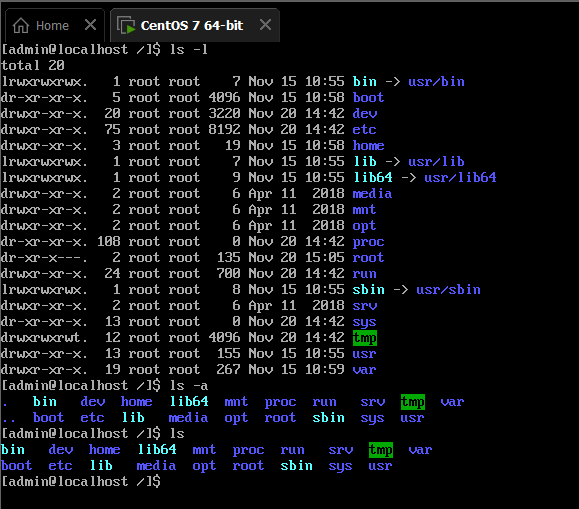 Home × CentOS 7 64-bit ×
[admin@localhost /]$ ls -l
total 20
lrwxrwxrwx.   1 root root    7 Nov 15 10:55 bin -> usr/bin
dr-xr-xr-x.   5 root root 4096 Nov 15 10:58 boot
drwxr-xr-x.  20 root root 3220 Nov 20 14:42 dev
drwxr-xr-x.  75 root root 8192 Nov 20 14:42 etc
drwxr-xr-x.   3 root root   19 Nov 15 10:58 home
lrwxrwxrwx.   1 root root    7 Nov 15 10:55 lib -> usr/lib
lrwxrwxrwx.   1 root root    9 Nov 15 10:55 lib64 -> usr/lib64
drwxr-xr-x.   2 root root    6 Apr 11  2018 media
drwxr-xr-x.   2 root root    6 Apr 11  2018 mnt
drwxr-xr-x.   2 root root    6 Apr 11  2018 opt
dr-xr-xr-x. 108 root root    0 Nov 20 14:42 proc
dr-xr-x---.   2 root root  135 Nov 20 15:05 root
drwxr-xr-x.  24 root root  700 Nov 20 14:42 run
lrwxrwxrwx.   1 root root    8 Nov 15 10:55 sbin -> usr/sbin
drwxr-xr-x.   2 root root    6 Apr 11  2018 srv
dr-xr-xr-x.  13 root root    0 Nov 20 14:42 sys
drwxrwxrwt.  12 root root 4096 Nov 20 14:42 tmp
drwxr-xr-x.  13 root root  155 Nov 15 10:55 usr
drwxr-xr-x.  19 root root  267 Nov 15 10:59 var
[admin@localhost /]$ ls -a
.   bin   dev  home  lib64  mnt  proc  run   srv  tmp  var
..  boot  etc  lib   media  opt  root  sbin  sys  usr
[admin@localhost /]$ ls
bin   dev  home  lib64  mnt  proc  run   srv  tmp  var
boot  etc  lib   media  opt  root  sbin  sys  usr
[admin@localhost /]$